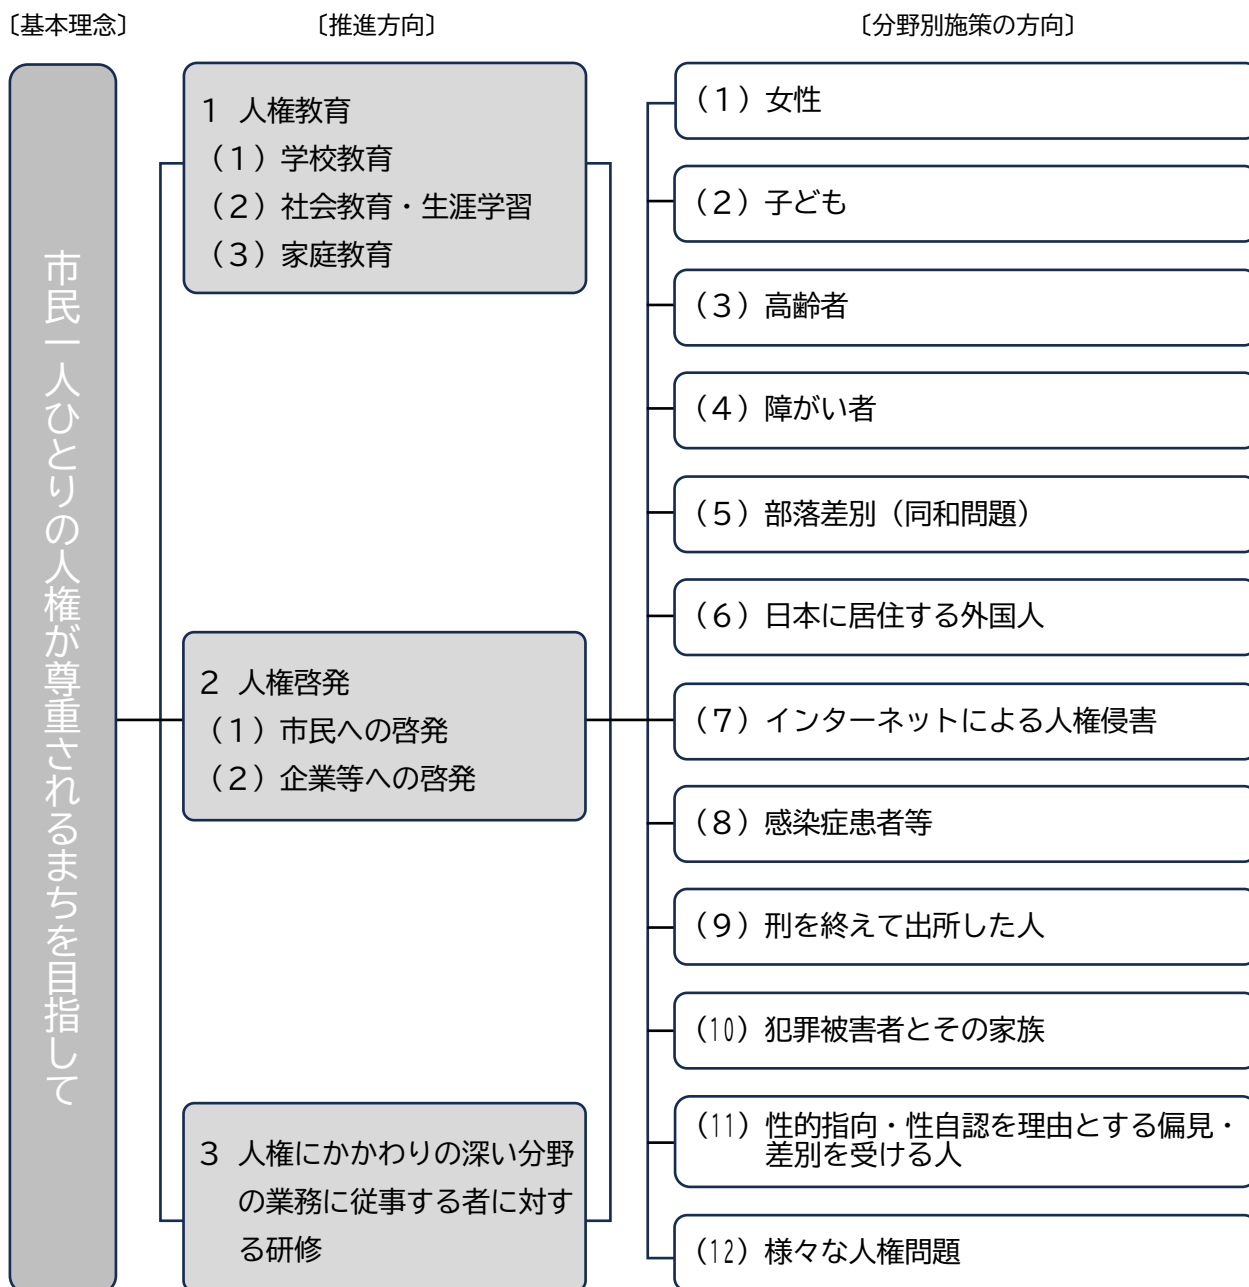 〔基本理念〕
〔推進方向〕
〔分野別施策の方向〕
市民一人ひとりの人権が尊重されるまちを目指して
1 人権教育
（1）学校教育
（2）社会教育・生涯学習
（3）家庭教育
2 人権啓発
（1）市民への啓発
（2）企業等への啓発
3 人権にかかわりの深い分野
の業務に従事する者に対す
る研修
（1）女性
（2）子ども
（3）高齢者
（4）障がい者
（5）部落差別（同和問題）
（6）日本に居住する外国人
（7）インターネットによる人権侵害
（8）感染症患者等
（9）刑を終えて出所した人
（10）犯罪被害者とその家族
（11）性的指向・性自認を理由とする偏見・
差別を受ける人
（12）様々な人権問題